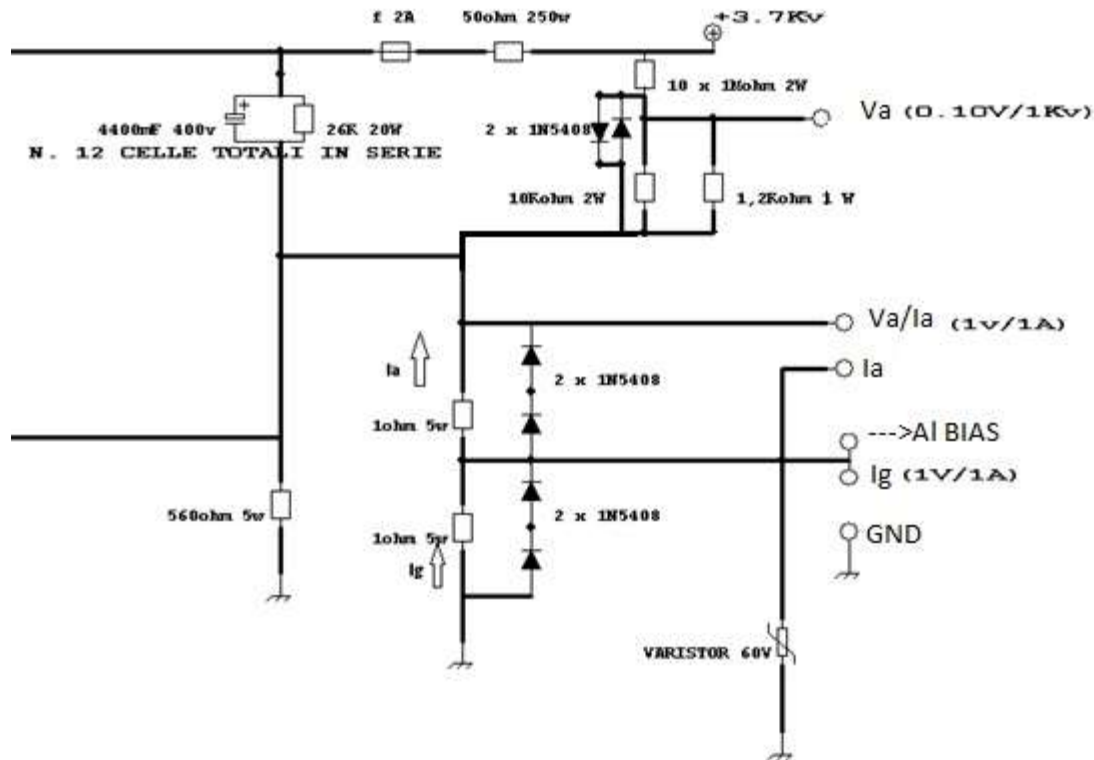 f 2A
50ohm 250w
+3.7Kv
10 x 1Mohm 2W
Va (0.10V/1Kv)
4400mF 400v
26K 20W
2 x 1N5408
N. 12 CELLE TOTALI IN SERIE
10Kohm 2W
1,2Kohm 1 W
Va/Ia (1v/1A)
Ia
Ia
2 x 1N5408
1ohm 5w
--->Al BIAS
Ig (1V/1A)
560ohm 5w
1ohm 5w
2 x 1N5408
GND
Ig
VARISTOR 60V